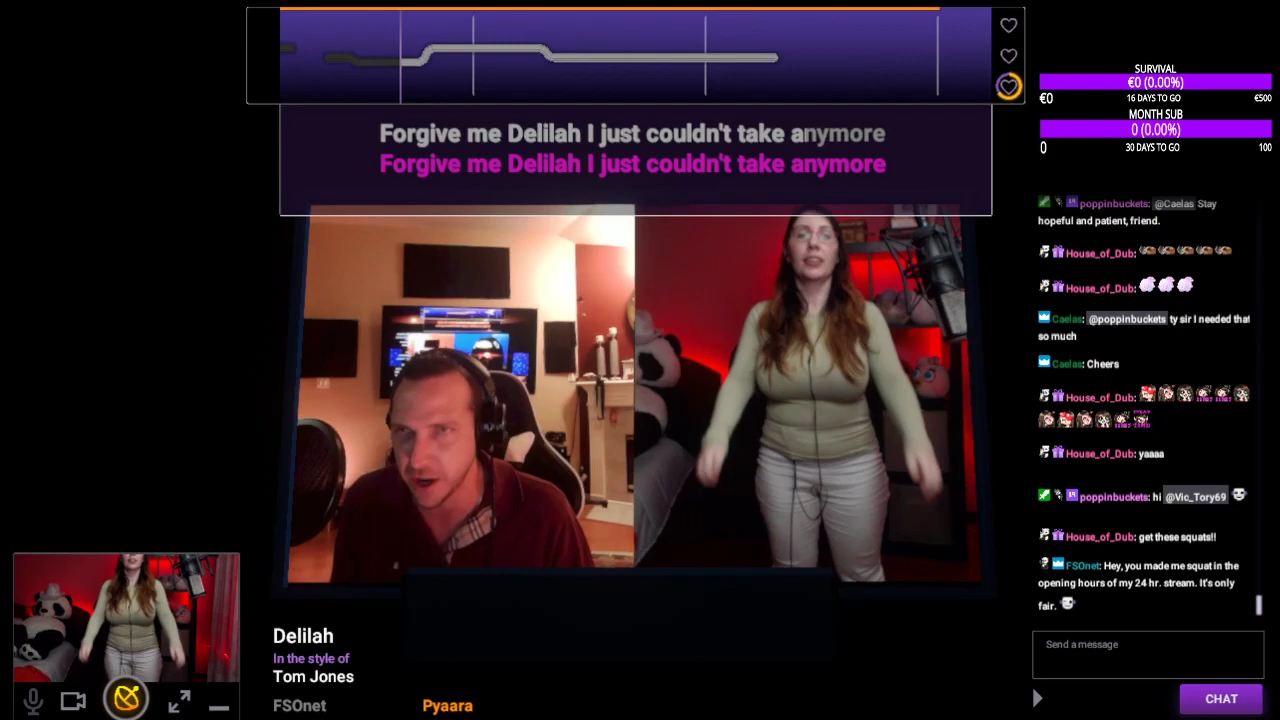 Forgive me Delilah I just couldn't take anymore
Forgive me Delilah I just couldn't take anymore
SURVIVAL
€0 (0.00%)
€0 16 DAYS TO GO €500
MONTH SUB
0 (0.00%)
0 30 DAYS TO GO 100
poppinbuckets: @Caelas Stay
hopeful and patient, friend.
House_of_Dub:
House_of_Dub:
Caelas: @poppinbuckets ty sir I needed that
so much
Caelas: Cheers
House_of_Dub:
House_of_Dub: yaaaa
poppinbuckets: hi @Vic_Tory69
House_of_Dub: get these squats!!
FSOnet: Hey, you made me squat in the
opening hours of my 24 hr. stream. It's only
fair.
Send a message
CHAT
Delilah
In the style of
Tom Jones
FSOnet Pyaara